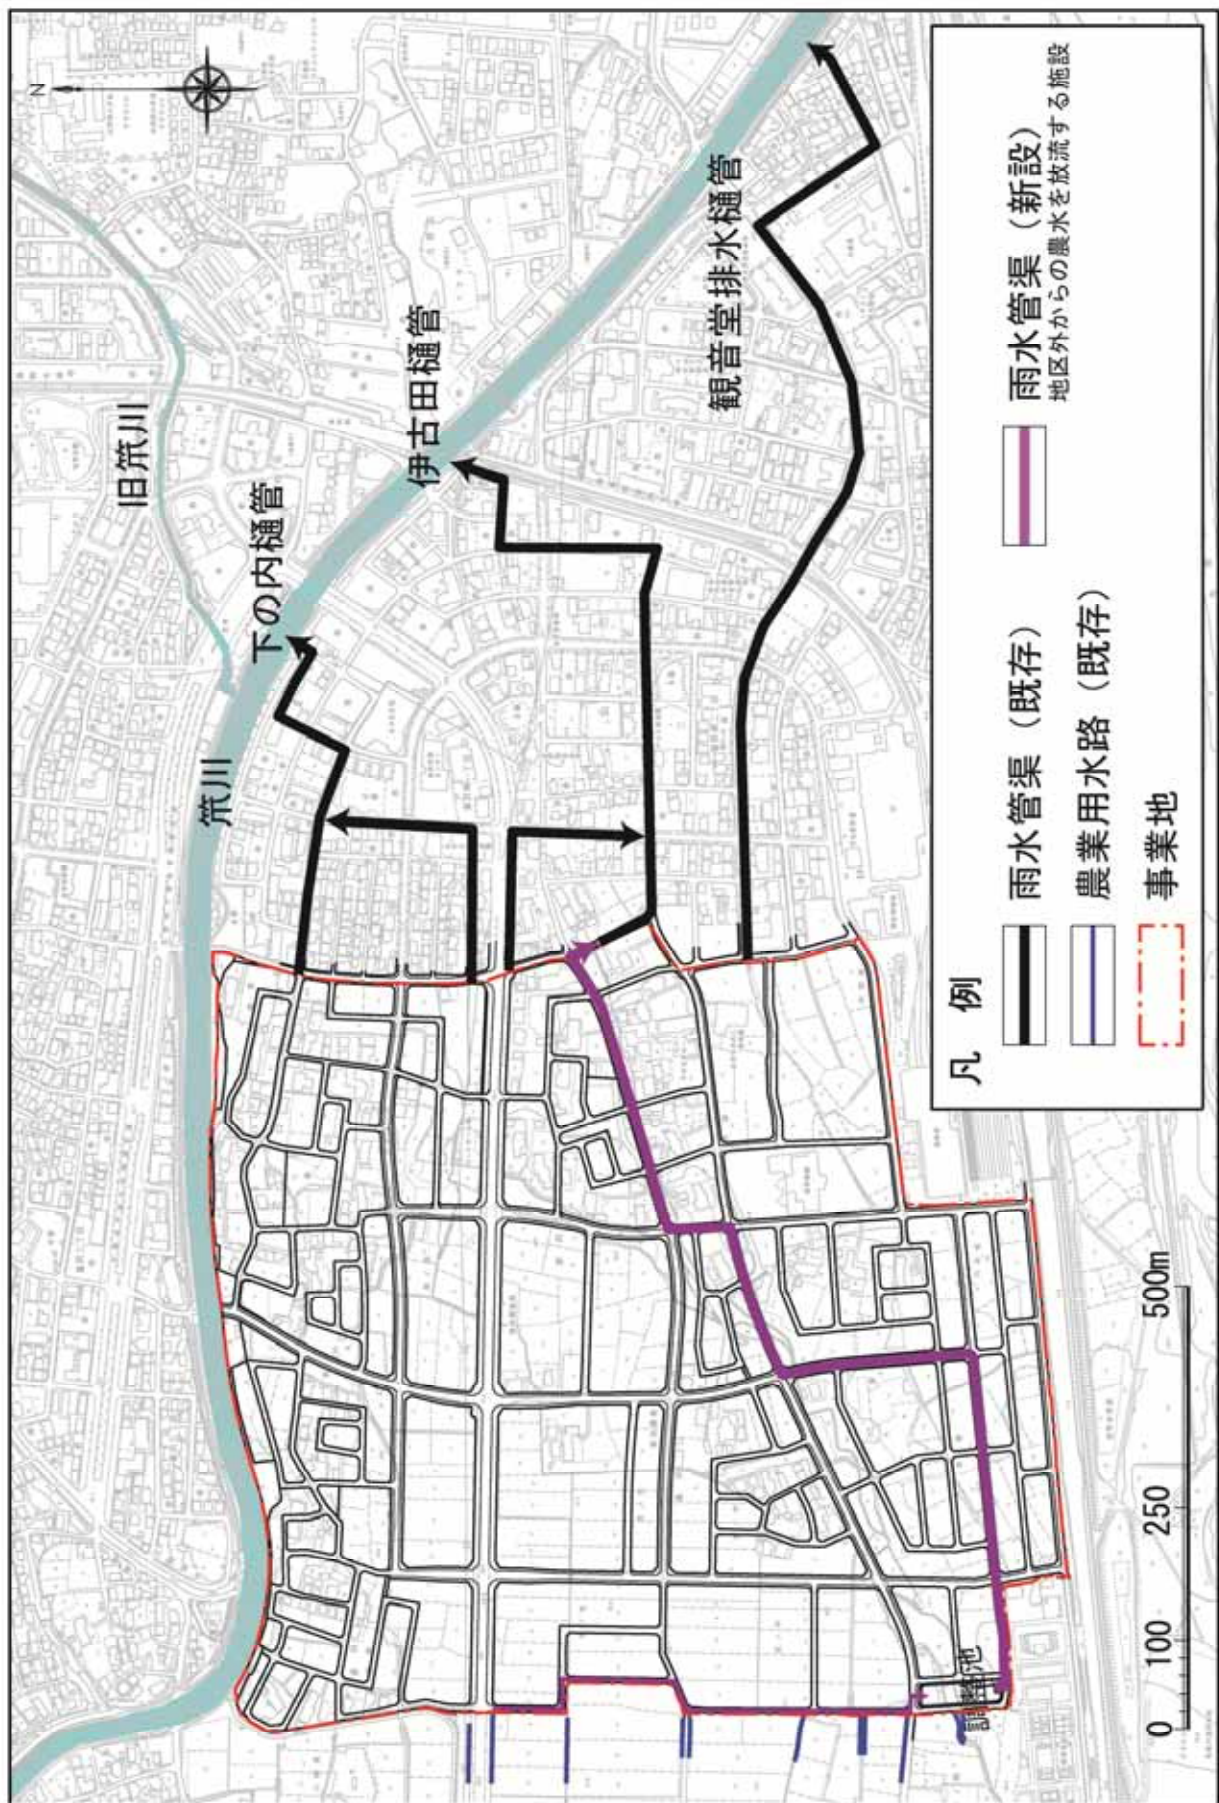 N
旧笊川
笊川
下の内樋管
伊古田樋管
観音堂排水樋管
調整池
凡 例
雨水管渠（既存）
農業用水路（既存）
事業地
雨水管渠（新設）
地区外からの農水を放流する施設
0 100 250 500m